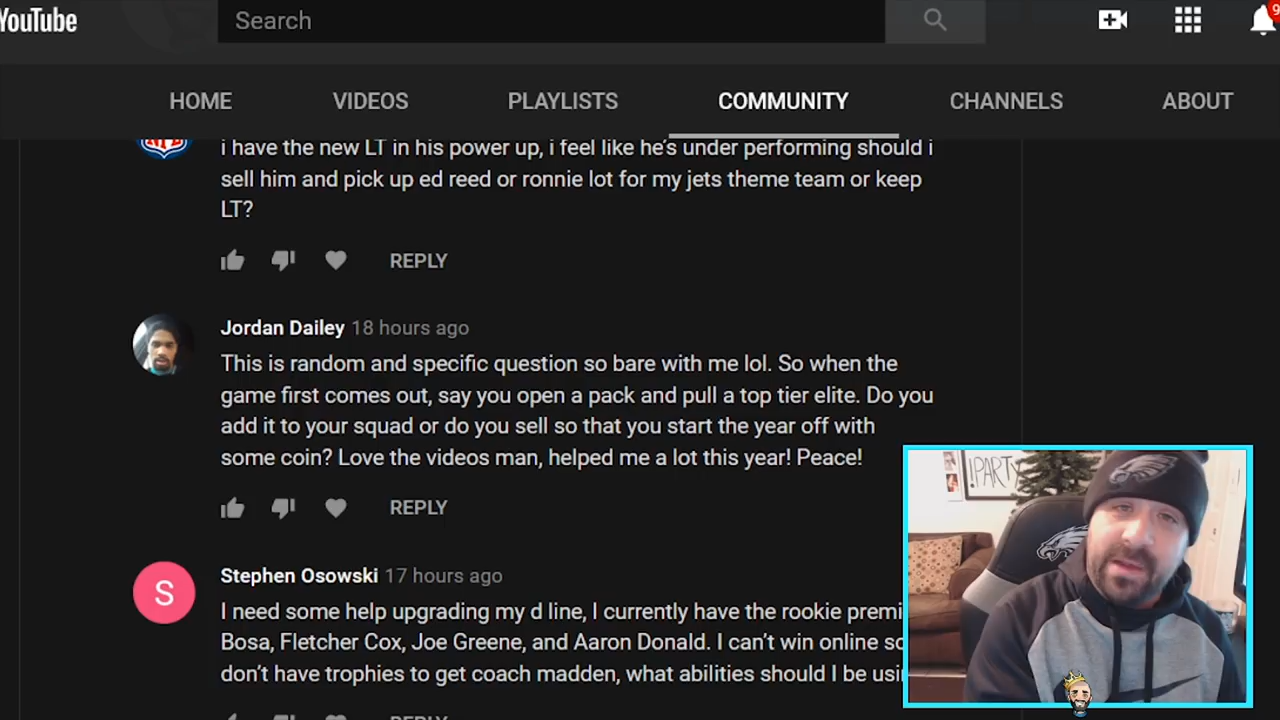 YouTube
Search
9
HOME VIDEOS PLAYLISTS COMMUNITY CHANNELS ABOUT
i have the new LT in his power up, i feel like he's under performing should i
sell him and pick up ed reed or ronnie lot for my jets theme team or keep
LT?
REPLY
Jordan Dailey 18 hours ago
This is random and specific question so bare with me lol. So when the
game first comes out, say you open a pack and pull a top tier elite. Do you
add it to your squad or do you sell so that you start the year off with
some coin? Love the videos man, helped me a lot this year! Peace!
REPLY
!PARTY
S
Stephen Osowski 17 hours ago
I need some help upgrading my d line, I currently have the rookie premi
Bosa, Fletcher Cox, Joe Greene, and Aaron Donald. I can't win online so
don't have trophies to get coach madden, what abilities should I be usi
REPLY